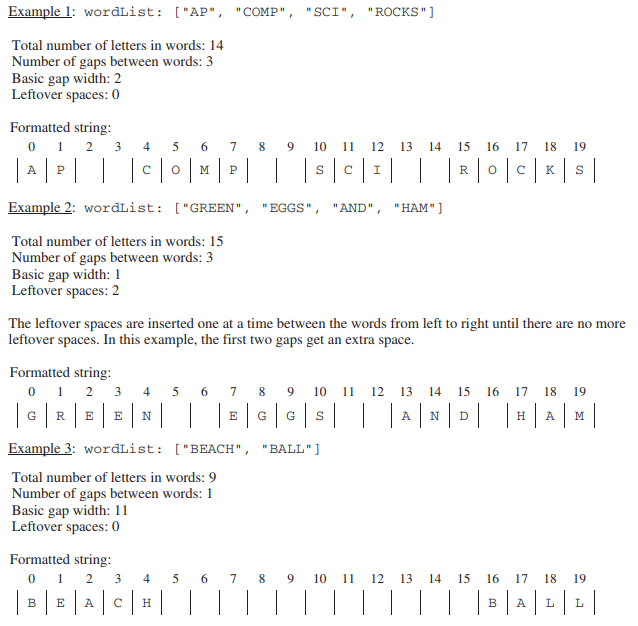 Example 1: wordList: ["AP", "COMP", "SCI", "ROCKS"]
Total number of letters in words: 14
Number of gaps between words: 3
Basic gap width: 2
Leftover spaces: 0
Formatted string:
0 1 2 3 4 5 6 7 8 9 10 11 12 13 14 15 16 17 18 19
A P C O M P S C I R O C K S
Example 2: wordList: ["GREEN", "EGGS", "AND", "HAM"]
Total number of letters in words: 15
Number of gaps between words: 3
Basic gap width: 1
Leftover spaces: 2
The leftover spaces are inserted one at a time between the words from left to right until there are no more
leftover spaces. In this example, the first two gaps get an extra space.
Formatted string:
0 1 2 3 4 5 6 7 8 9 10 11 12 13 14 15 16 17 18 19
G R E E N E G G S A N D H A M
Example 3: wordList: ["BEACH", "BALL"]
Total number of letters in words: 9
Number of gaps between words: 1
Basic gap width: 11
Leftover spaces: 0
Formatted string:
0 1 2 3 4 5 6 7 8 9 10 11 12 13 14 15 16 17 18 19
B E A C H B A L L